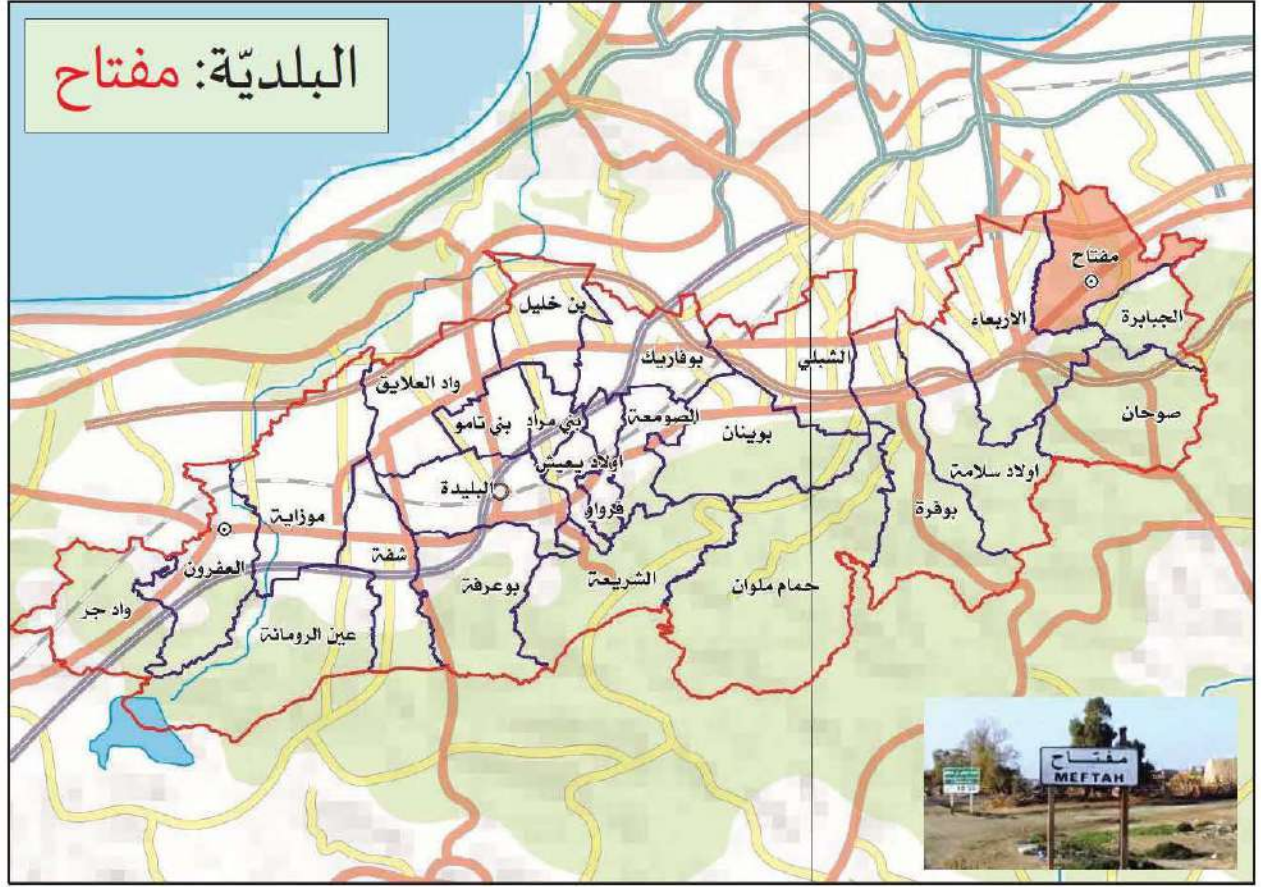 البلديّة: مفتاح
مفتاح
الجبابرة
الاربعاء
صوحان
اولاد سلامة
بوقرة
الشبلي
بوفاريك
بن خليل
واد العلايق
بني تامو
بني مراد
الصومعة
بوينان
اولاد يعيش
البليدة
قرواو
موزاية
شفة
العفرون
واد جر
عين الرومانة
بوعرفة
الشريعة
حمام ملوان
مفتاح
MEFTAH